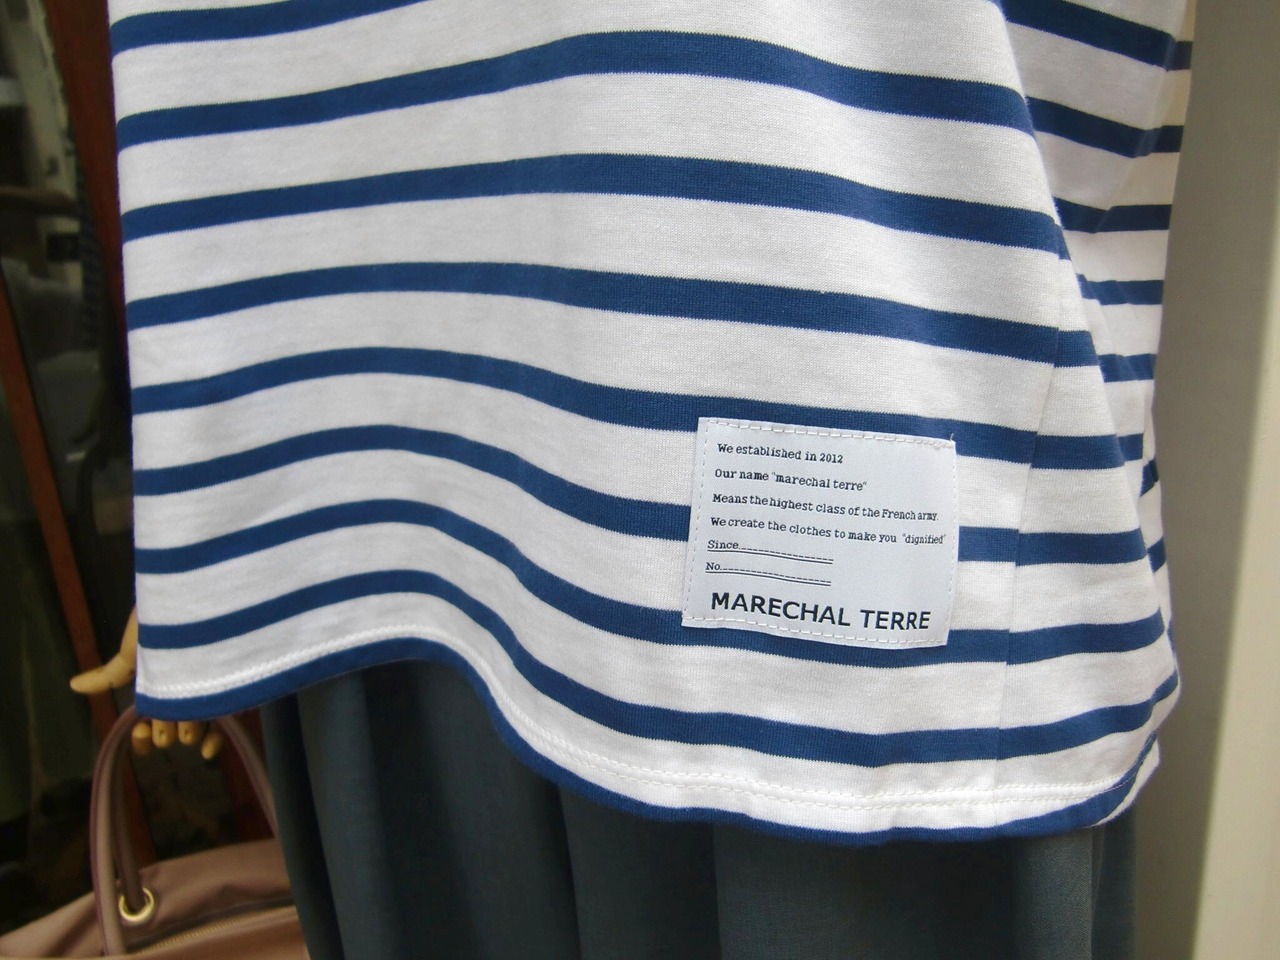 We established in 2012
Our name "marechal terre"
Means the highest class of the French army.
We create the clothes to make you "dignified"
Since
No.
MARECHAL TERRE